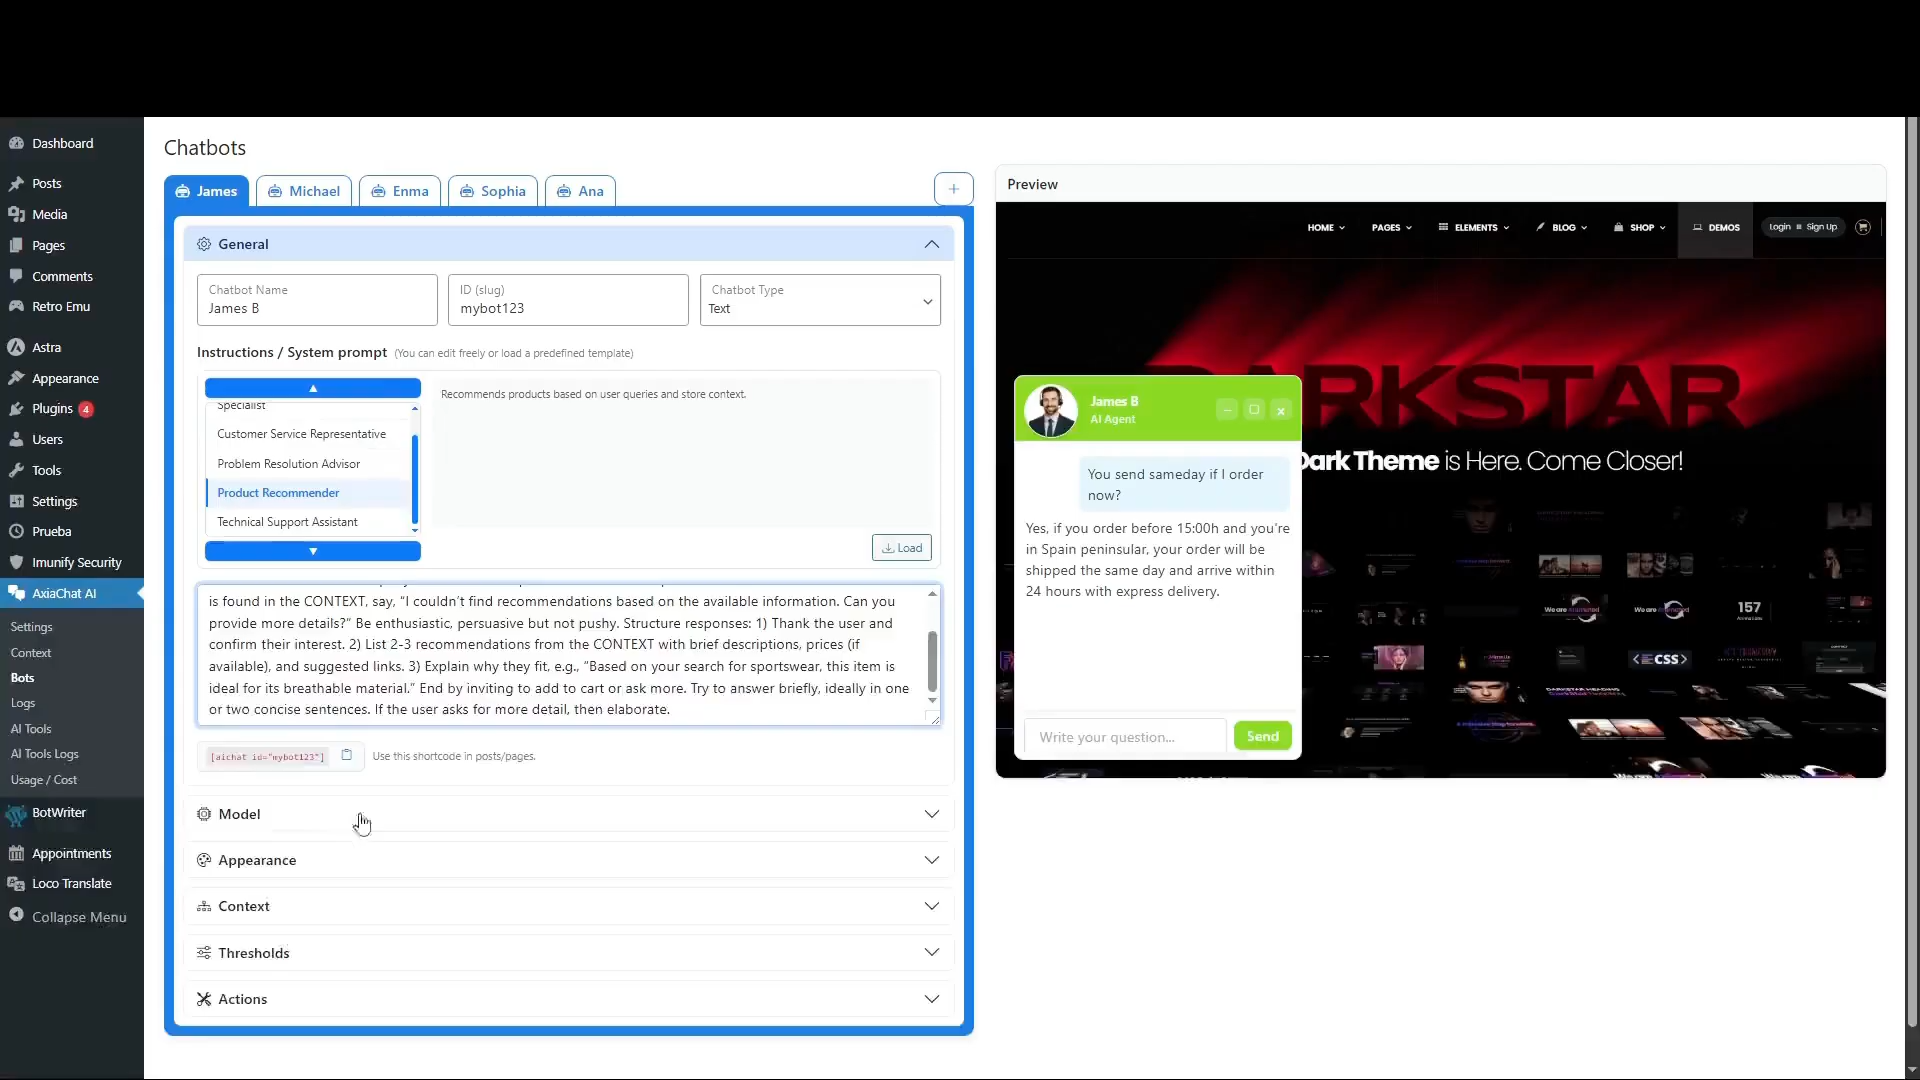 Dashboard
Posts
Media
Pages
Comments
Retro Emu
Astra
Appearance
Plugins 4
Users
Tools
Settings
Prueba
Imunify Security
AxiaChat AI
Settings
Context
Bots
Logs
AI Tools
AI Tools Logs
Usage / Cost
BotWriter
Appointments
Loco Translate
Collapse Menu
Chatbots
James
Michael
Enma
Sophia
Ana
+
General
Chatbot Name
James B
ID (slug)
mybot123
Chatbot Type
Text
Instructions / System prompt (You can edit freely or load a predefined template)
Specialist
Customer Service Representative
Problem Resolution Advisor
Product Recommender
Technical Support Assistant
Recommends products based on user queries and store context.
Load
is found in the CONTEXT, say, “I couldn’t find recommendations based on the available information. Can you
provide more details?” Be enthusiastic, persuasive but not pushy. Structure responses: 1) Thank the user and
confirm their interest. 2) List 2-3 recommendations from the CONTEXT with brief descriptions, prices (if
available), and suggested links. 3) Explain why they fit, e.g., “Based on your search for sportswear, this item is
ideal for its breathable material.” End by inviting to add to cart or ask more. Try to answer briefly, ideally in one
or two concise sentences. If the user asks for more detail, then elaborate.
[aichat id="mybot123"]
Use this shortcode in posts/pages.
Model
Appearance
Context
Thresholds
Actions
Preview
HOME
PAGES
ELEMENTS
BLOG
SHOP
DEMOS
Login
Sign Up
DARKSTAR
Dark Theme is Here. Come Closer!
James B
AI Agent
You send sameday if I order
now?
Yes, if you order before 15:00h and you're
in Spain peninsular, your order will be
shipped the same day and arrive within
24 hours with express delivery.
Write your question...
Send
We are Animated
We are Animated
157
<CSS>